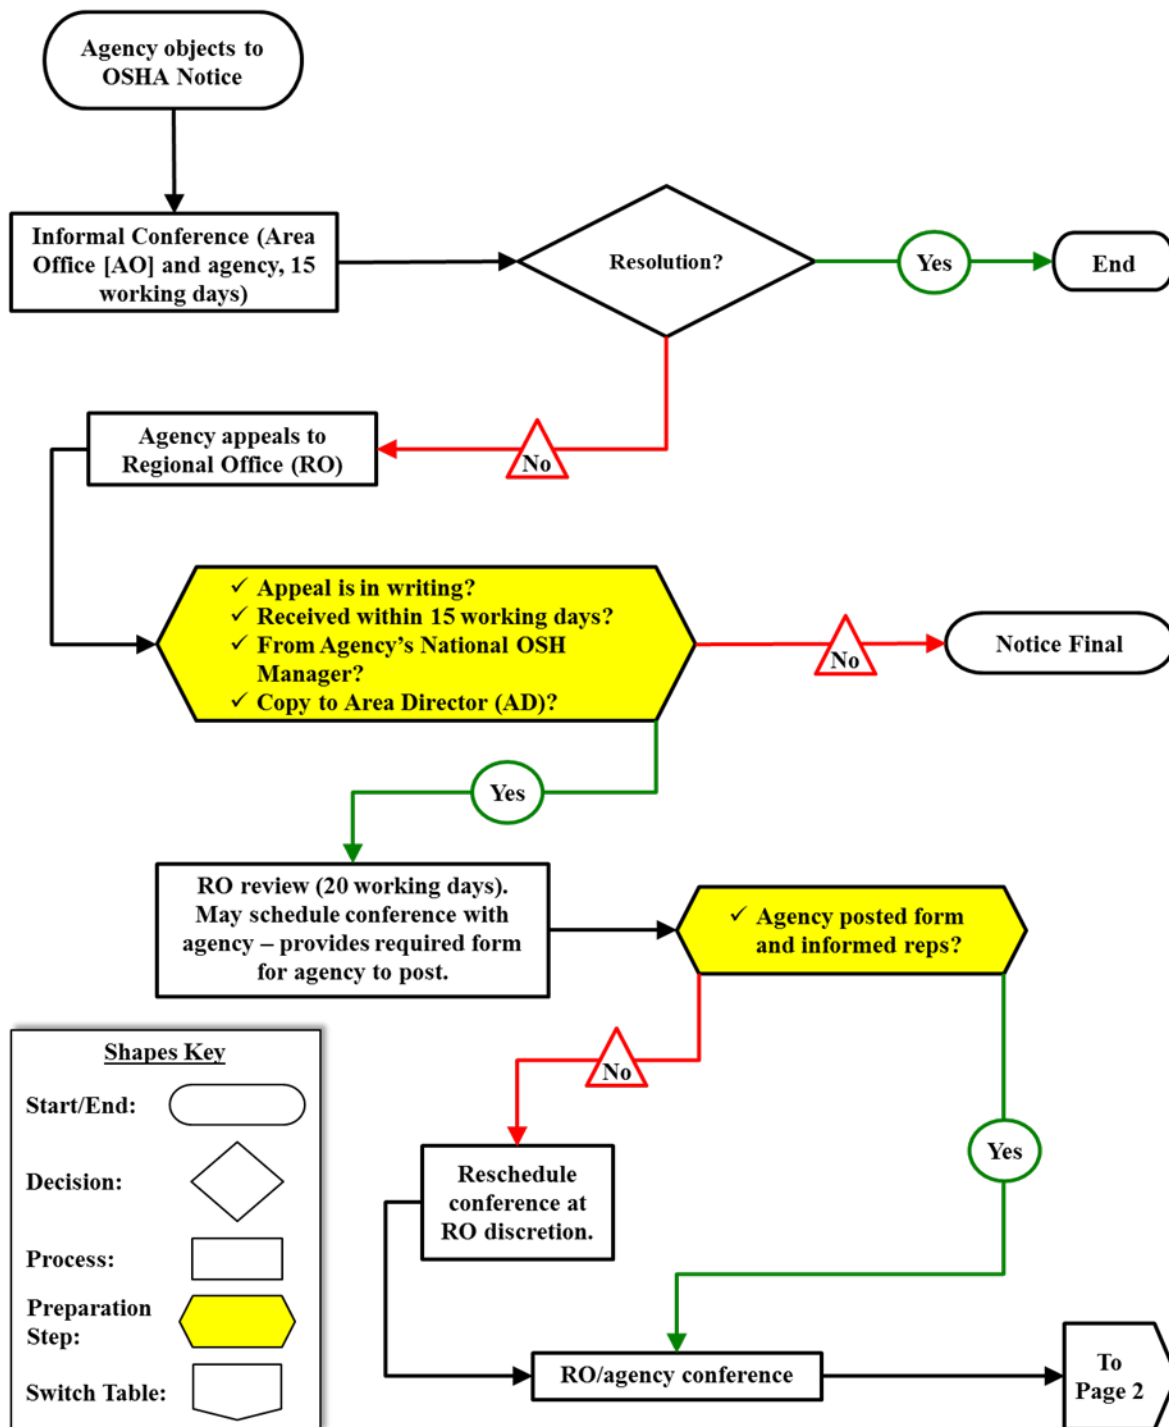 Agency objects to
OSHA Notice
Informal Conference (Area
Office [AO] and agency, 15
working days)
Resolution?
Yes
End
Agency appeals to
Regional Office (RO)
No
✓ Appeal is in writing?
✓ Received within 15 working days?
✓ From Agency’s National OSH
Manager?
✓ Copy to Area Director (AD)?
No
Notice Final
Yes
RO review (20 working days).
May schedule conference with
agency – provides required form
for agency to post.
✓ Agency posted form
and informed reps?
No
Yes
Reschedule
conference at
RO discretion.
RO/agency conference
To
Page 2
Shapes Key
Start/End:
Decision:
Process:
Preparation
Step:
Switch Table: